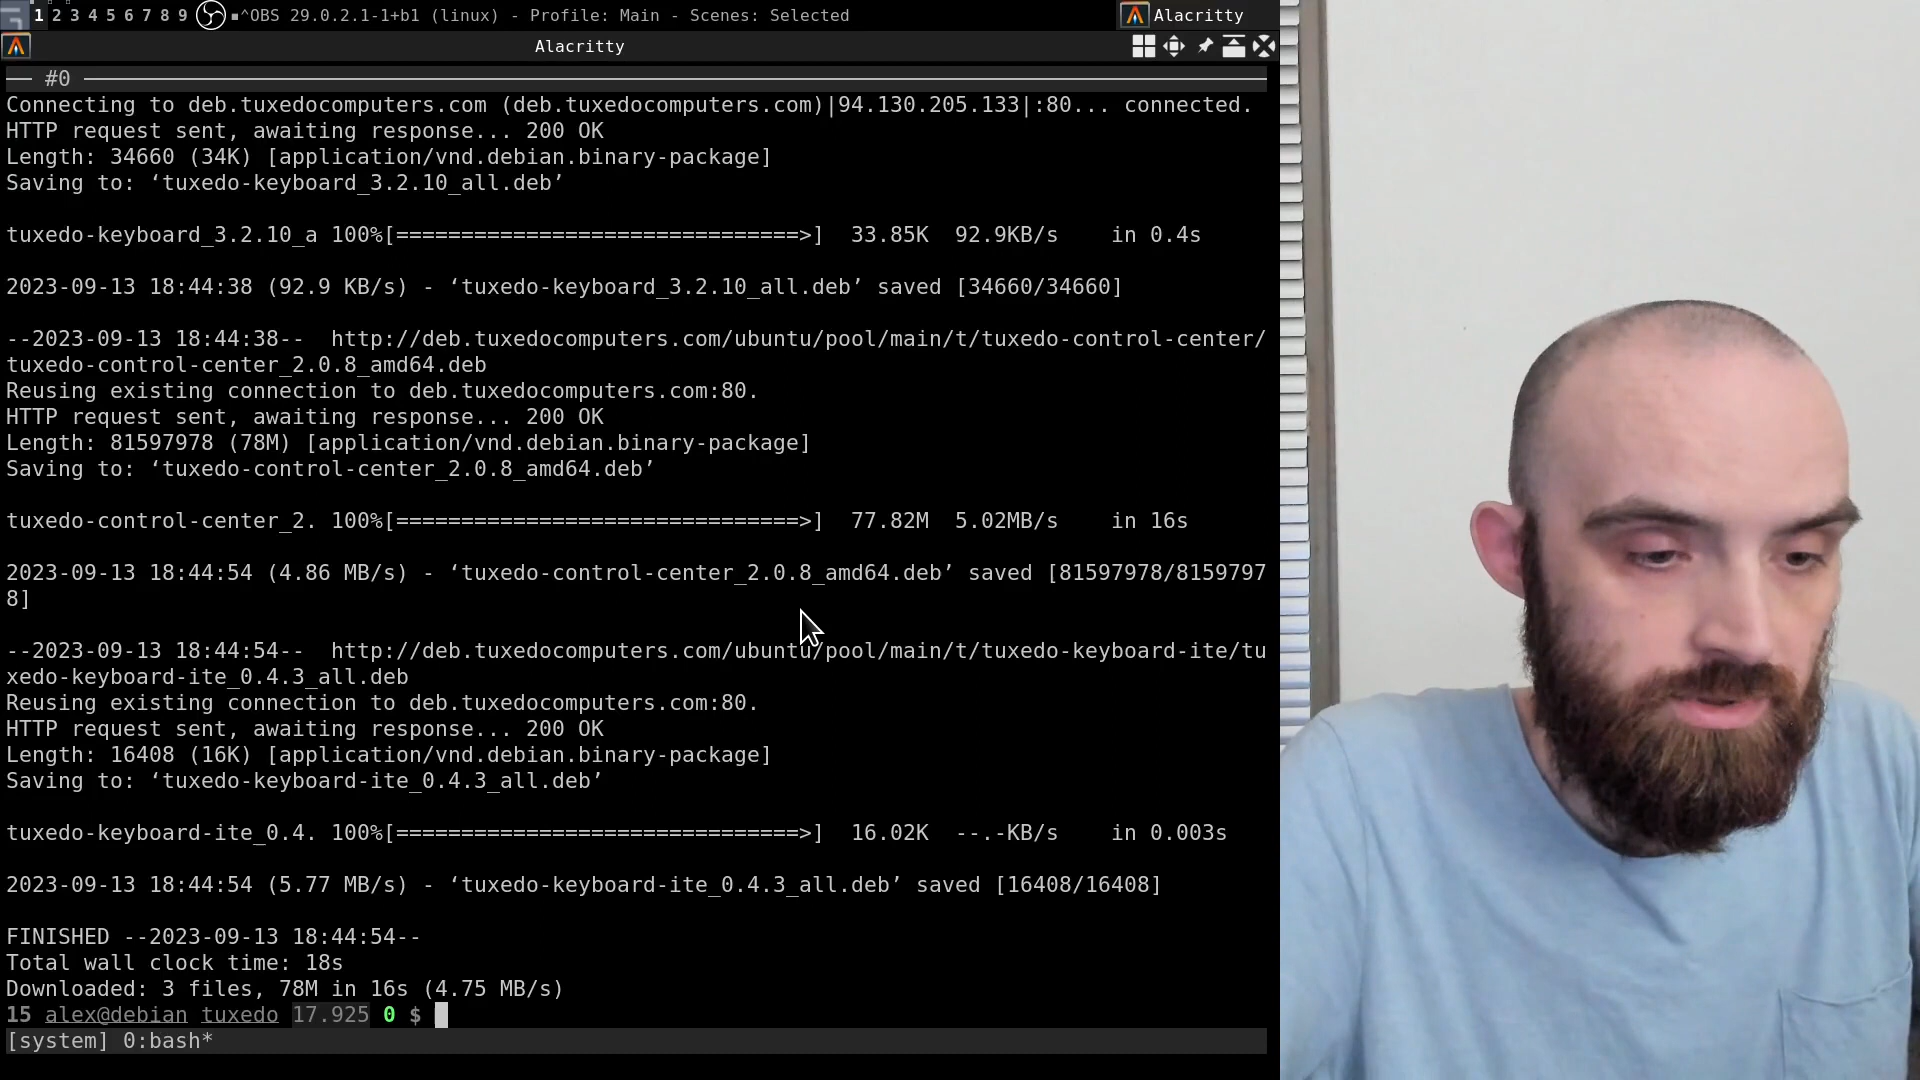 1 2 3 4 5 6 7 8 9 ^OBS 29.0.2.1-1+b1 (linux) - Profile: Main - Scenes: Selected Alacritty
Alacritty
── #0 ──
Connecting to deb.tuxedocomputers.com (deb.tuxedocomputers.com)|94.130.205.133|:80... connected.
HTTP request sent, awaiting response... 200 OK
Length: 34660 (34K) [application/vnd.debian.binary-package]
Saving to: ‘tuxedo-keyboard_3.2.10_all.deb’
tuxedo-keyboard_3.2.10_a 100%[===============================>]  33.85K  92.9KB/s    in 0.4s
2023-09-13 18:44:38 (92.9 KB/s) - ‘tuxedo-keyboard_3.2.10_all.deb’ saved [34660/34660]
--2023-09-13 18:44:38--  http://deb.tuxedocomputers.com/ubuntu/pool/main/t/tuxedo-control-center/
tuxedo-control-center_2.0.8_amd64.deb
Reusing existing connection to deb.tuxedocomputers.com:80.
HTTP request sent, awaiting response... 200 OK
Length: 81597978 (78M) [application/vnd.debian.binary-package]
Saving to: ‘tuxedo-control-center_2.0.8_amd64.deb’
tuxedo-control-center_2. 100%[===============================>]  77.82M  5.02MB/s    in 16s
2023-09-13 18:44:54 (4.86 MB/s) - ‘tuxedo-control-center_2.0.8_amd64.deb’ saved [81597978/8159797
8]
--2023-09-13 18:44:54--  http://deb.tuxedocomputers.com/ubuntu/pool/main/t/tuxedo-keyboard-ite/tu
xedo-keyboard-ite_0.4.3_all.deb
Reusing existing connection to deb.tuxedocomputers.com:80.
HTTP request sent, awaiting response... 200 OK
Length: 16408 (16K) [application/vnd.debian.binary-package]
Saving to: ‘tuxedo-keyboard-ite_0.4.3_all.deb’
tuxedo-keyboard-ite_0.4. 100%[===============================>]  16.02K  --.-KB/s    in 0.003s
2023-09-13 18:44:54 (5.77 MB/s) - ‘tuxedo-keyboard-ite_0.4.3_all.deb’ saved [16408/16408]
FINISHED --2023-09-13 18:44:54--
Total wall clock time: 18s
Downloaded: 3 files, 78M in 16s (4.75 MB/s)
15 alex@debian tuxedo 17.925 0 $
[system] 0:bash*